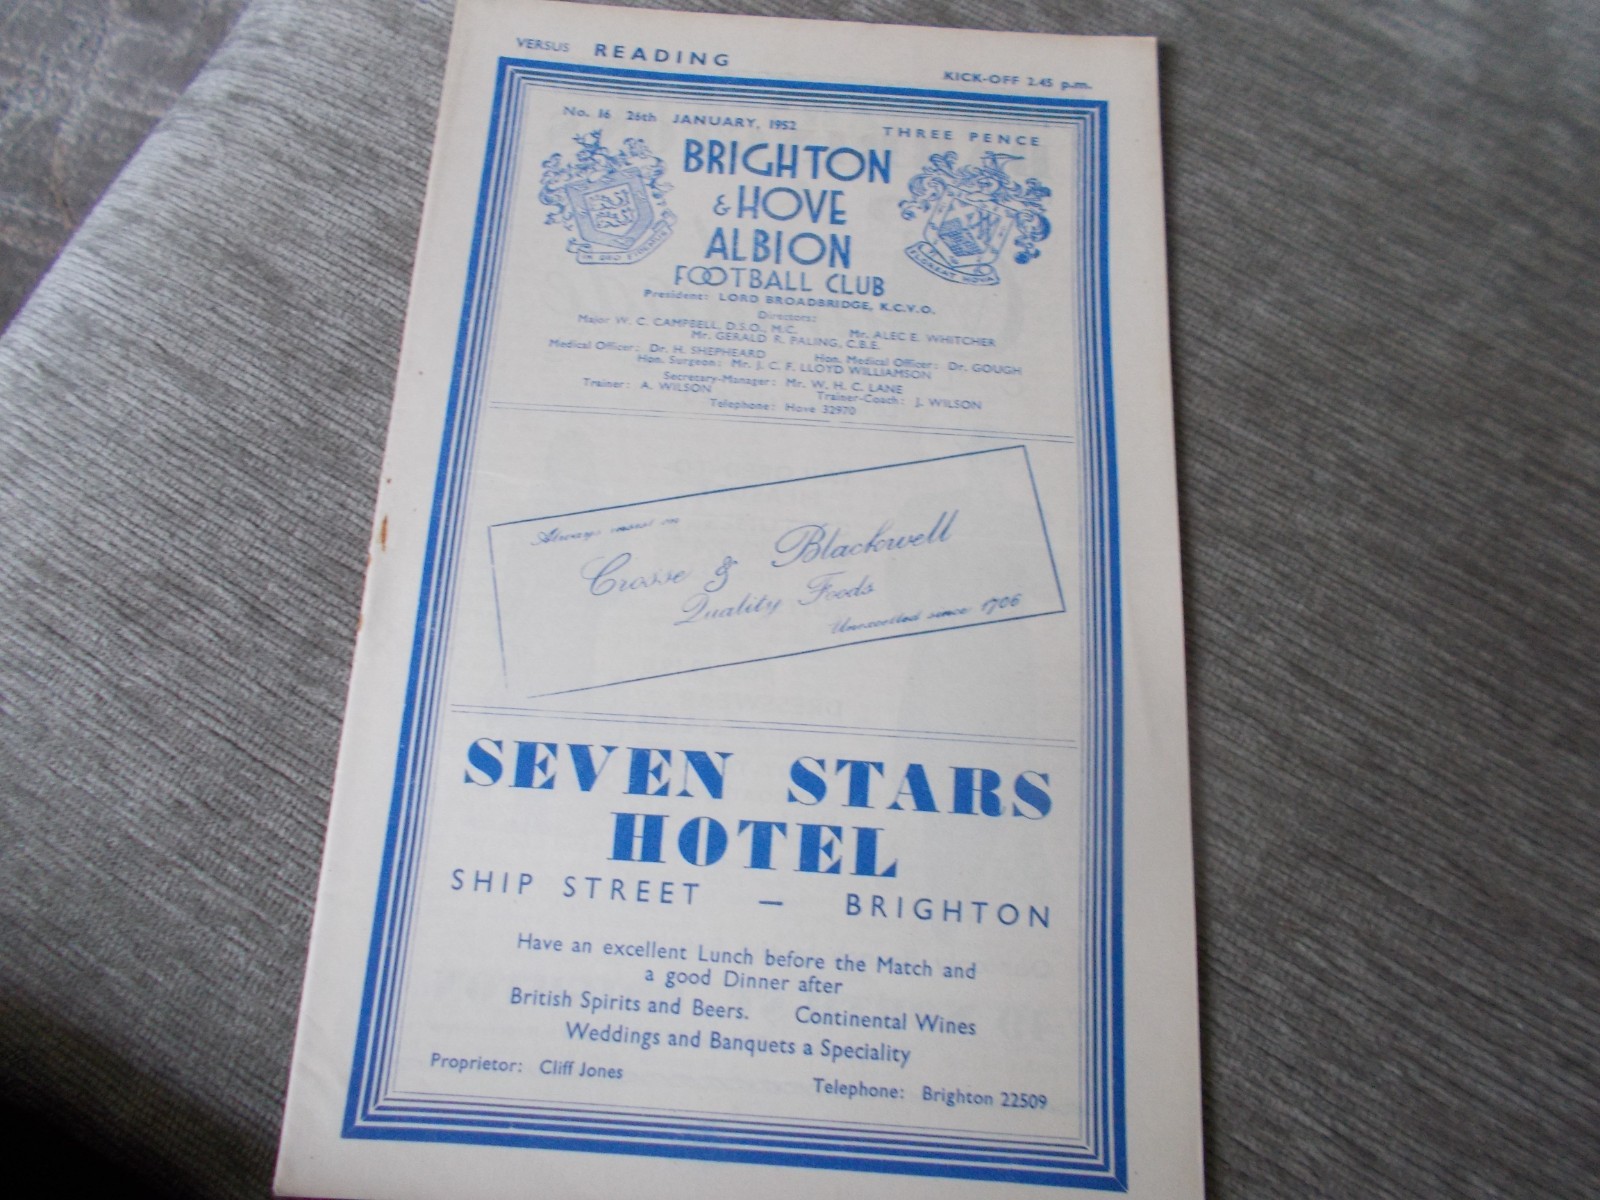 VERSUS READING
KICK-OFF 2.45 p.m.
No. 16 26th JANUARY, 1952
THREE PENCE
BRIGHTON
& HOVE
ALBION
FOOTBALL CLUB
IN DEO FIDEMUS
FLOREAT HOVA
President: LORD BROADBRIDGE, K.C.V.O.
Directors:
Major W. C. CAMPBELL, D.S.O., M.C. Mr. ALEC E. WHITCHER
Mr. GERALD R. PALING, C.B.E.
Medical Officer: Dr. H. SHEPHEARD Hon. Medical Officer: Dr. GOUGH
Hon. Surgeon: Mr. J. C. F. LLOYD WILLIAMSON
Secretary-Manager: Mr. W. H. C. LANE
Trainer: A. WILSON Trainer-Coach: J. WILSON
Telephone: Hove 32970
Always insist on
Crosse & Blackwell
Quality Foods
Unexcelled since 1706
SEVEN STARS
HOTEL
SHIP STREET — BRIGHTON
Have an excellent Lunch before the Match and
a good Dinner after
British Spirits and Beers. Continental Wines
Weddings and Banquets a Speciality
Proprietor: Cliff Jones
Telephone: Brighton 22509